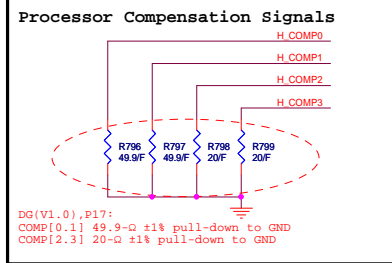 Processor Compensation Signals
H_COMP0
H_COMP1
H_COMP2
H_COMP3
R796 R797 R798 R799
49.9/F 49.9/F 20/F 20/F
DG(V1.0),P17:
COMP[0.1] 49.9-Ω ±1% pull-down to GND
COMP[2.3] 20-Ω ±1% pull-down to GND